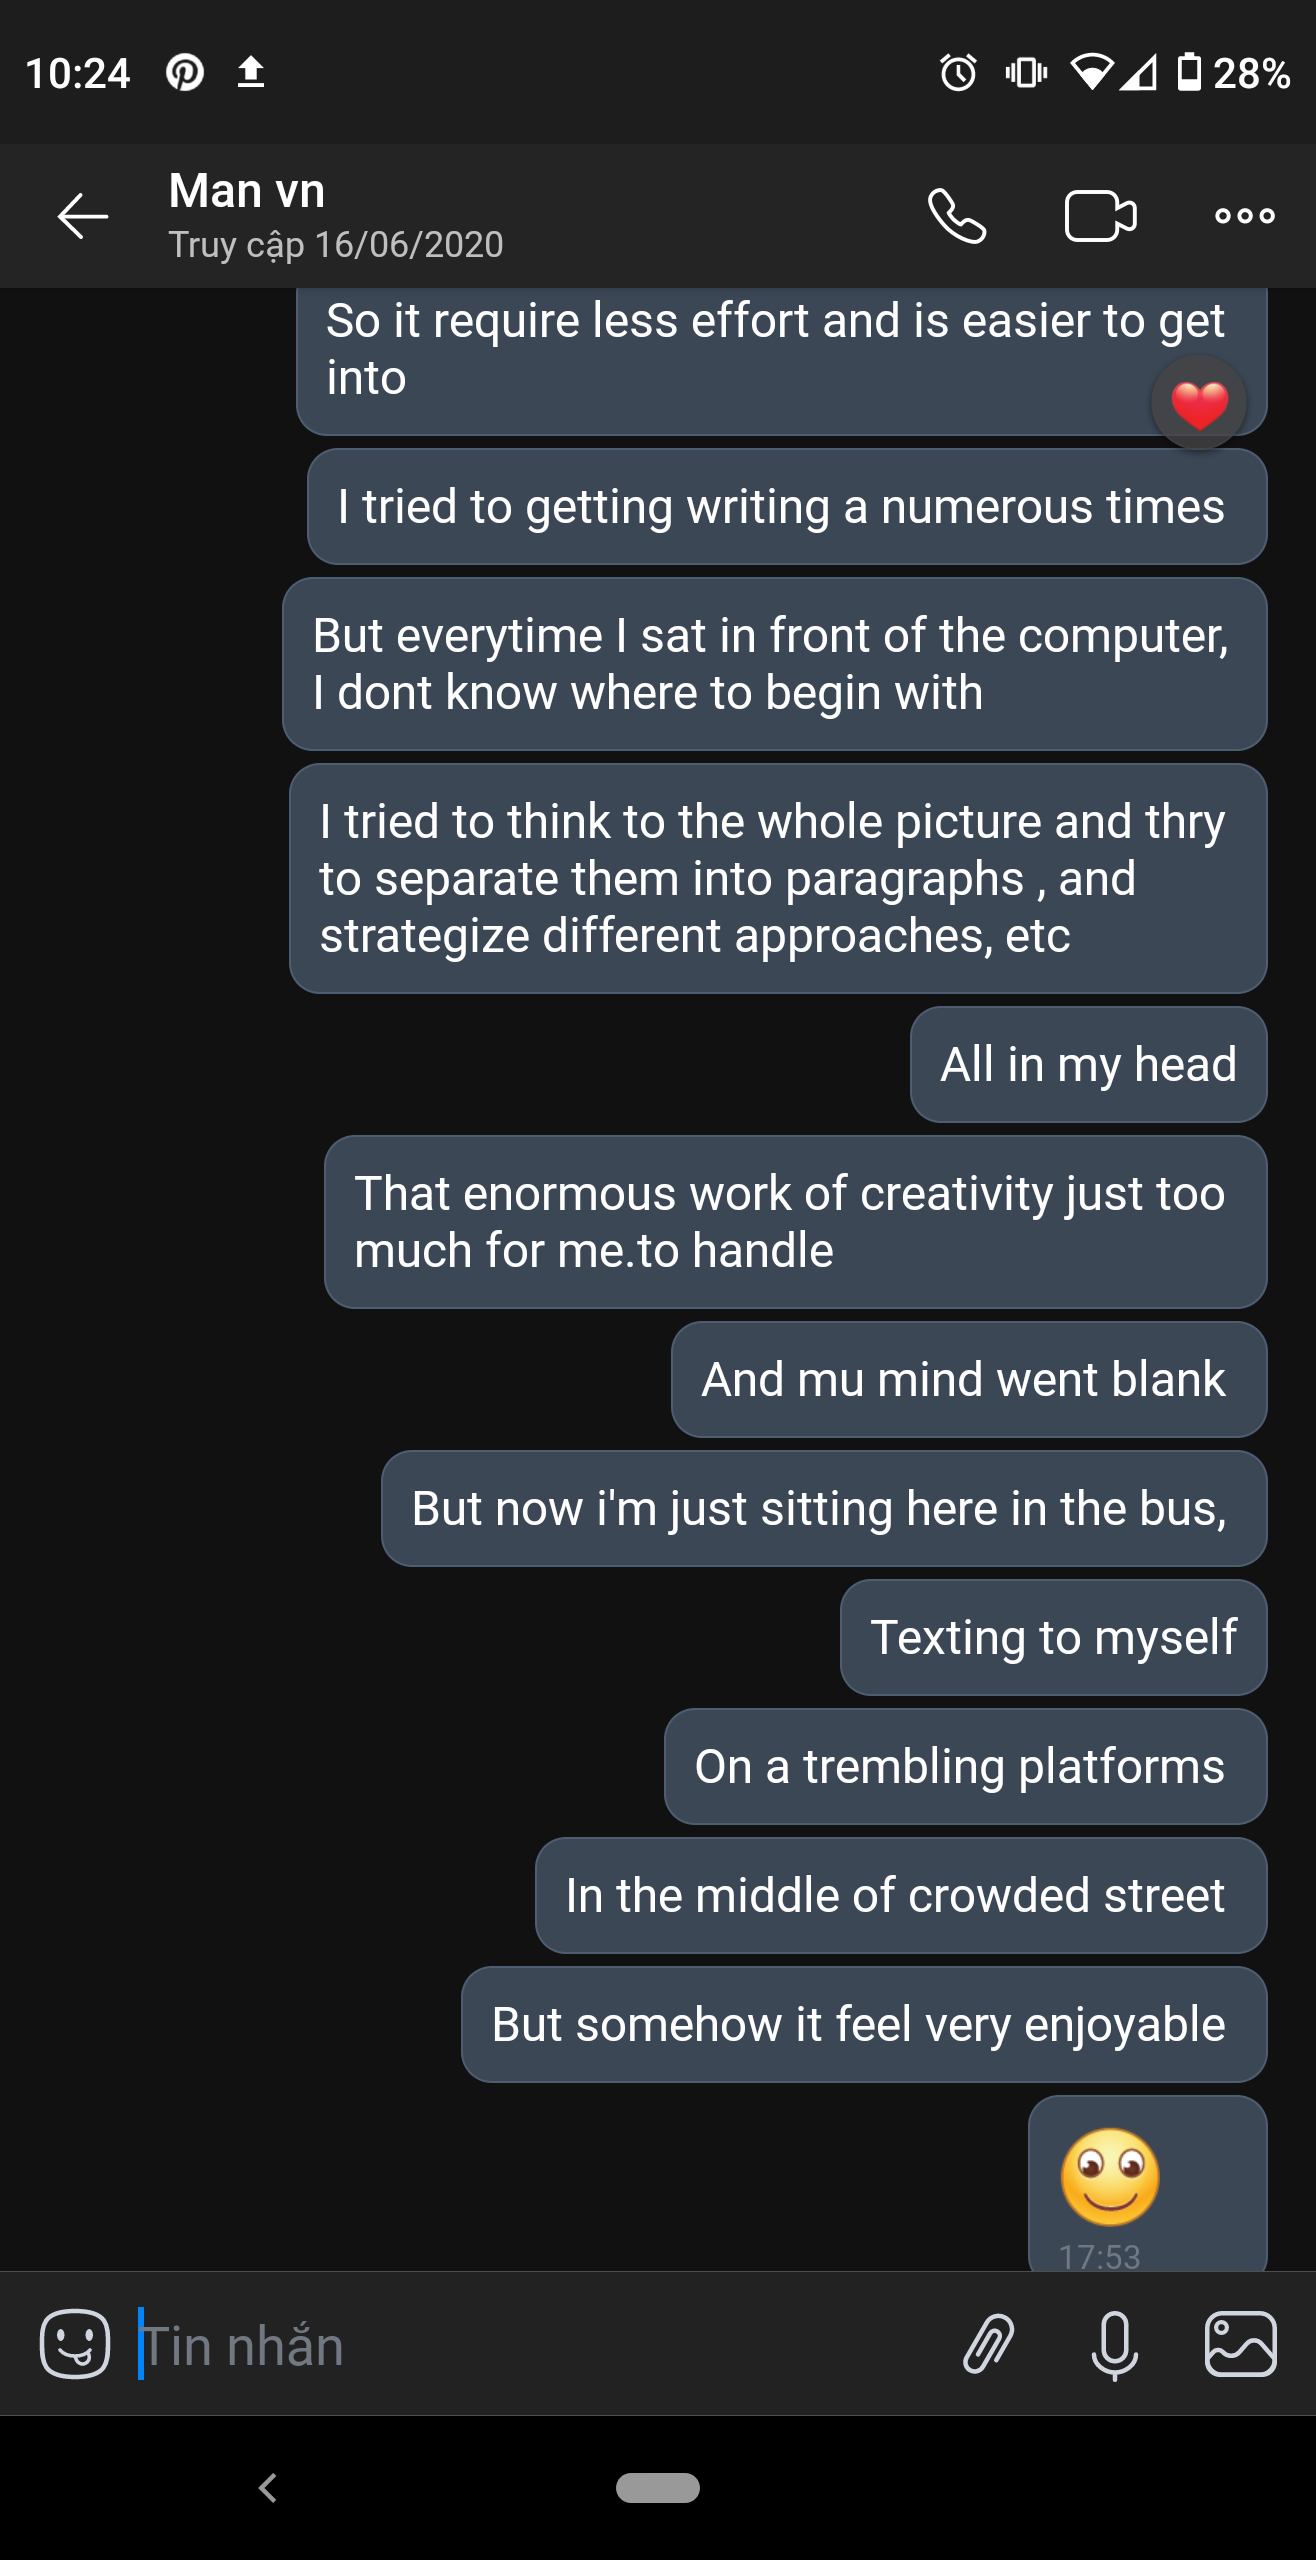 10:24
28%
Man vn
Truy cập 16/06/2020
So it require less effort and is easier to get
into
I tried to getting writing a numerous times
But everytime I sat in front of the computer,
I dont know where to begin with
I tried to think to the whole picture and thry
to separate them into paragraphs , and
strategize different approaches, etc
All in my head
That enormous work of creativity just too
much for me.to handle
And mu mind went blank
But now i'm just sitting here in the bus,
Texting to myself
On a trembling platforms
In the middle of crowded street
But somehow it feel very enjoyable
17:53
Tin nhắn